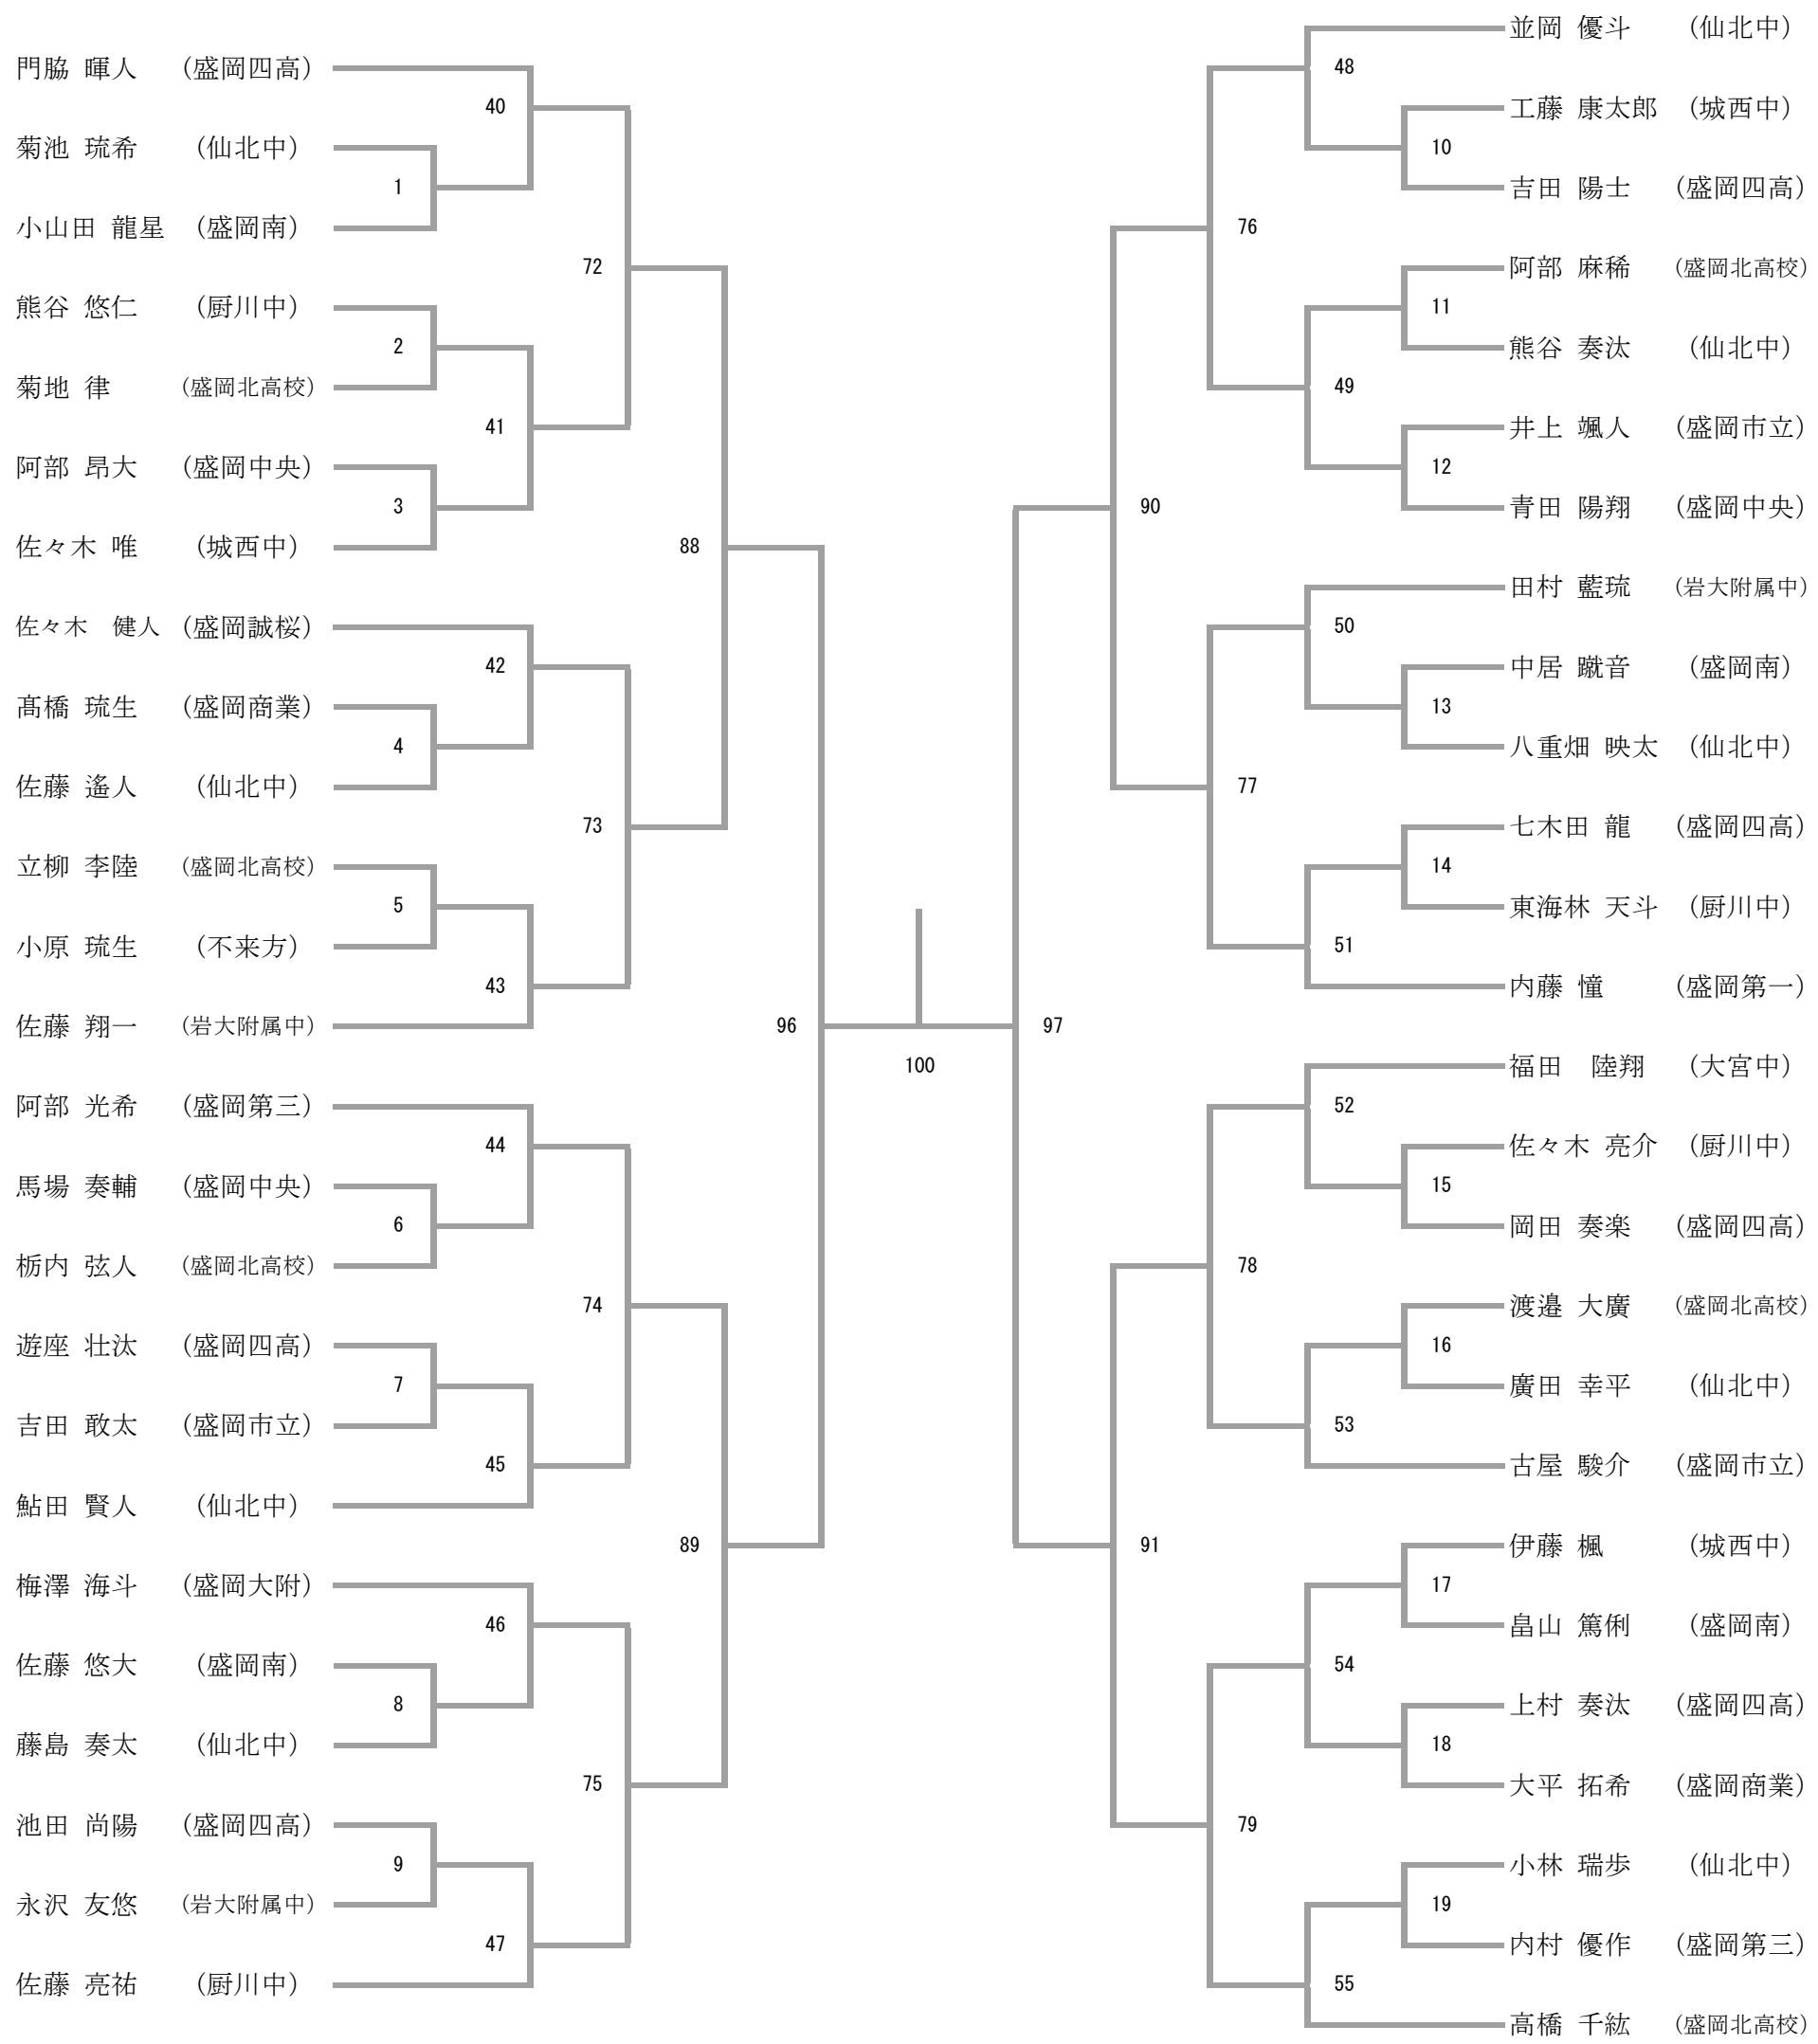 門脇 暉人 (盛岡四高)
40
菊池 琉希 (仙北中)
1
小山田 龍星 (盛岡南)
72
熊谷 悠仁 (厨川中)
2
菊地 律 (盛岡北高校)
41
阿部 昂大 (盛岡中央)
3
佐々木 唯 (城西中)
88
佐々木 健人 (盛岡誠桜)
42
髙橋 琉生 (盛岡商業)
4
佐藤 遙人 (仙北中)
73
立柳 李陸 (盛岡北高校)
5
小原 琉生 (不来方)
43
佐藤 翔一 (岩大附属中)
96
阿部 光希 (盛岡第三)
44
馬場 奏輔 (盛岡中央)
6
栃内 弦人 (盛岡北高校)
74
遊座 壮汰 (盛岡四高)
7
吉田 敢太 (盛岡市立)
45
鮎田 賢人 (仙北中)
89
梅澤 海斗 (盛岡大附)
46
佐藤 悠大 (盛岡南)
8
藤島 奏太 (仙北中)
75
池田 尚陽 (盛岡四高)
9
永沢 友悠 (岩大附属中)
47
佐藤 亮祐 (厨川中)
100
並岡 優斗 (仙北中)
48
工藤 康太郎 (城西中)
10
吉田 陽士 (盛岡四高)
76
阿部 麻稀 (盛岡北高校)
11
熊谷 奏汰 (仙北中)
49
井上 颯人 (盛岡市立)
12
青田 陽翔 (盛岡中央)
90
田村 藍琉 (岩大附属中)
50
中居 蹴音 (盛岡南)
13
八重畑 映太 (仙北中)
77
七木田 龍 (盛岡四高)
14
東海林 天斗 (厨川中)
51
内藤 憧 (盛岡第一)
97
福田 陸翔 (大宮中)
52
佐々木 亮介 (厨川中)
15
岡田 奏楽 (盛岡四高)
78
渡邉 大廣 (盛岡北高校)
16
廣田 幸平 (仙北中)
53
古屋 駿介 (盛岡市立)
91
伊藤 楓 (城西中)
17
畠山 篤俐 (盛岡南)
54
上村 奏汰 (盛岡四高)
18
大平 拓希 (盛岡商業)
79
小林 瑞歩 (仙北中)
19
内村 優作 (盛岡第三)
55
高橋 千紘 (盛岡北高校)